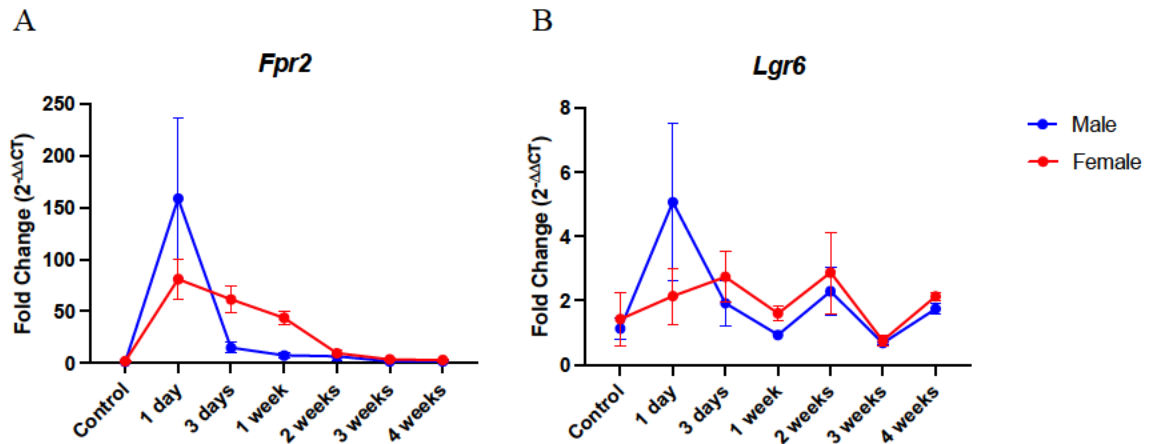 A
Fpr2
250
200
150
100
50
0
Fold Change (2-ΔΔCT)
Control
1 day
3 days
1 week
2 weeks
3 weeks
4 weeks
B
Lgr6
8
6
4
2
0
Fold Change (2-ΔΔCT)
Control
1 day
3 days
1 week
2 weeks
3 weeks
4 weeks
Male
Female